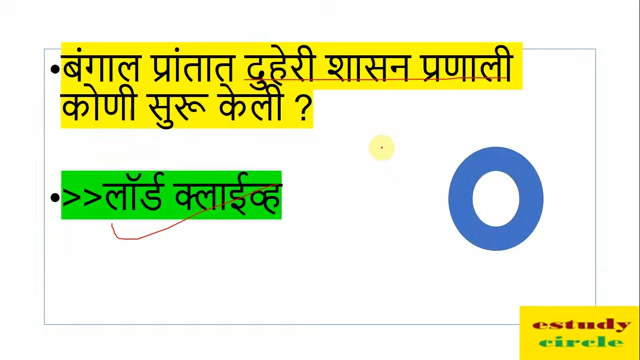 •बंगाल प्रांतात दुहेरी शासन प्रणाली
कोणी सुरू केली ?
•>>लॉर्ड क्लाईव्ह
estudy
circle